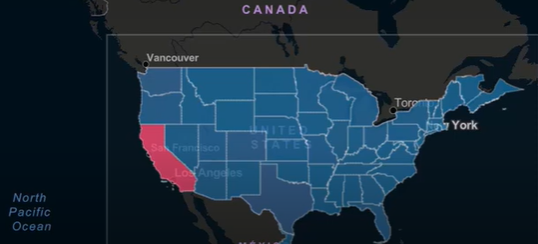 CANADA
Vancouver
Toro
York
UNITED
STATES
San Francisco
Los Angeles
North
Pacific
Ocean